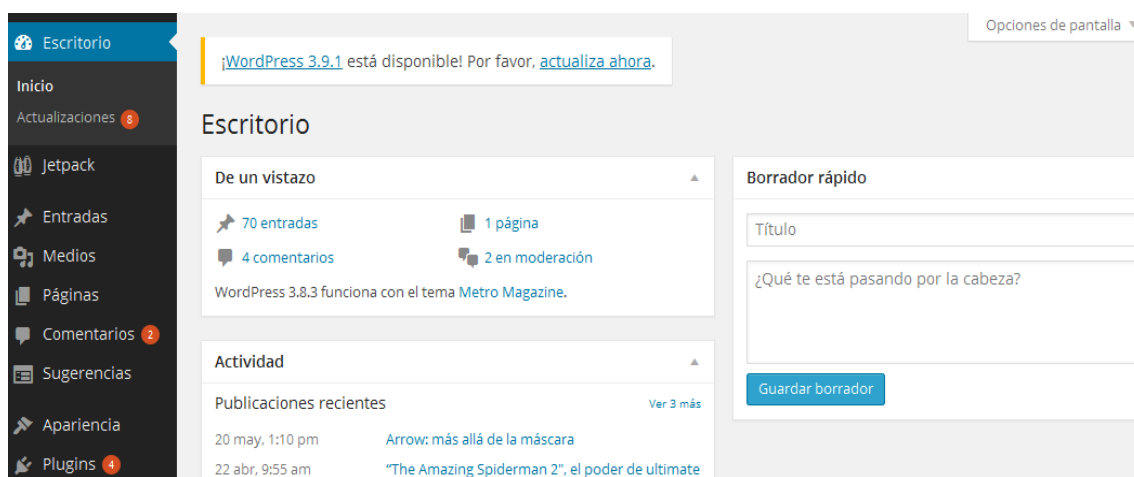 Escritorio
Inicio
Actualizaciones 8
Jetpack
Entradas
Medios
Páginas
Comentarios 2
Sugerencias
Apariencia
Plugins 4
Opciones de pantalla
¡WordPress 3.9.1 está disponible! Por favor, actualiza ahora.
Escritorio
De un vistazo
70 entradas
1 página
4 comentarios
2 en moderación
WordPress 3.8.3 funciona con el tema Metro Magazine.
Actividad
Publicaciones recientes
Ver 3 más
20 may, 1:10 pm Arrow: más allá de la máscara
22 abr, 9:55 am "The Amazing Spiderman 2", el poder de ultimate
Borrador rápido
Título
¿Qué te está pasando por la cabeza?
Guardar borrador